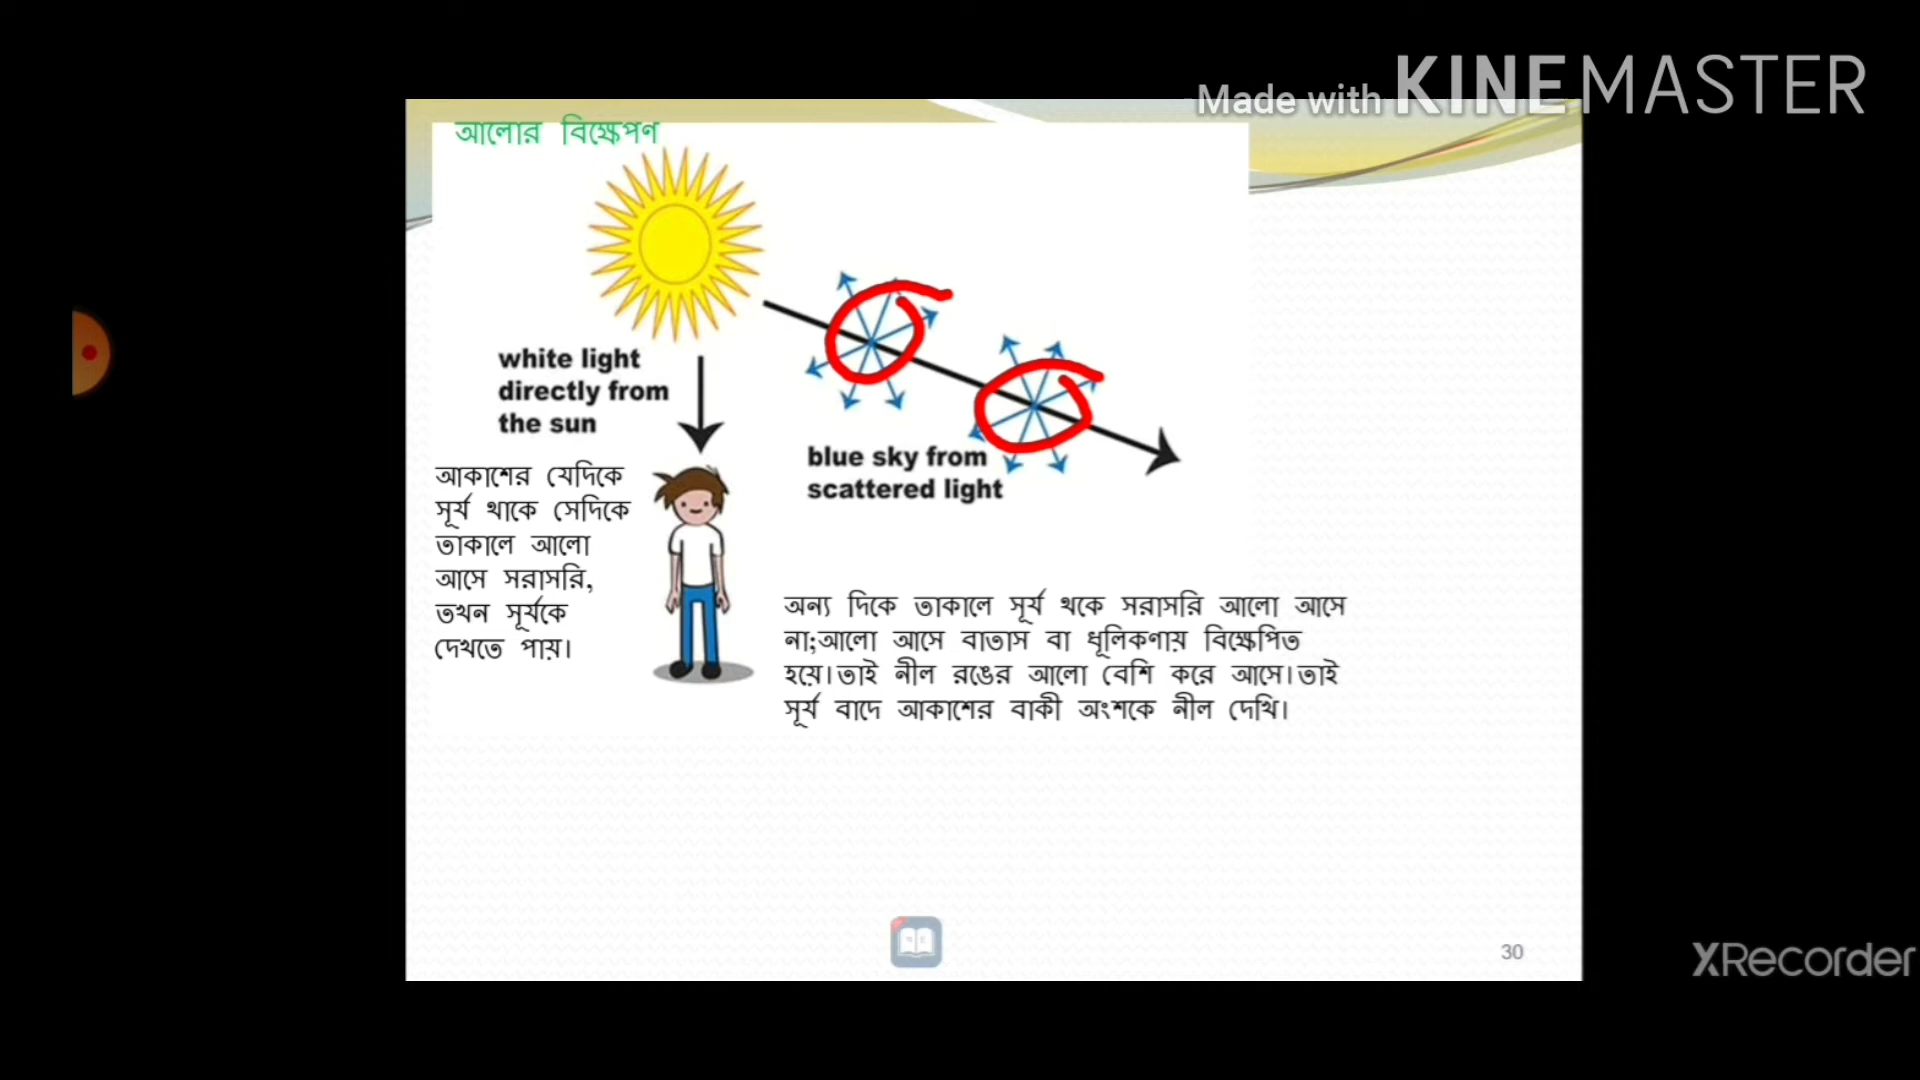 Made with KINEMASTER
আলোর বিক্ষেপণ
white light
directly from
the sun
blue sky from
scattered light
আকাশের যেদিকে
সূর্য থাকে সেদিকে
তাকালে আলো
আসে সরাসরি,
তখন সূর্যকে
দেখতে পায়।
অন্য দিকে তাকালে সূর্য থকে সরাসরি আলো আসে
না;আলো আসে বাতাস বা ধূলিকণায় বিক্ষেপিত
হয়ে।তাই নীল রঙের আলো বেশি করে আসে।তাই
সূর্য বাদে আকাশের বাকী অংশকে নীল দেখি।
30
XRecorder